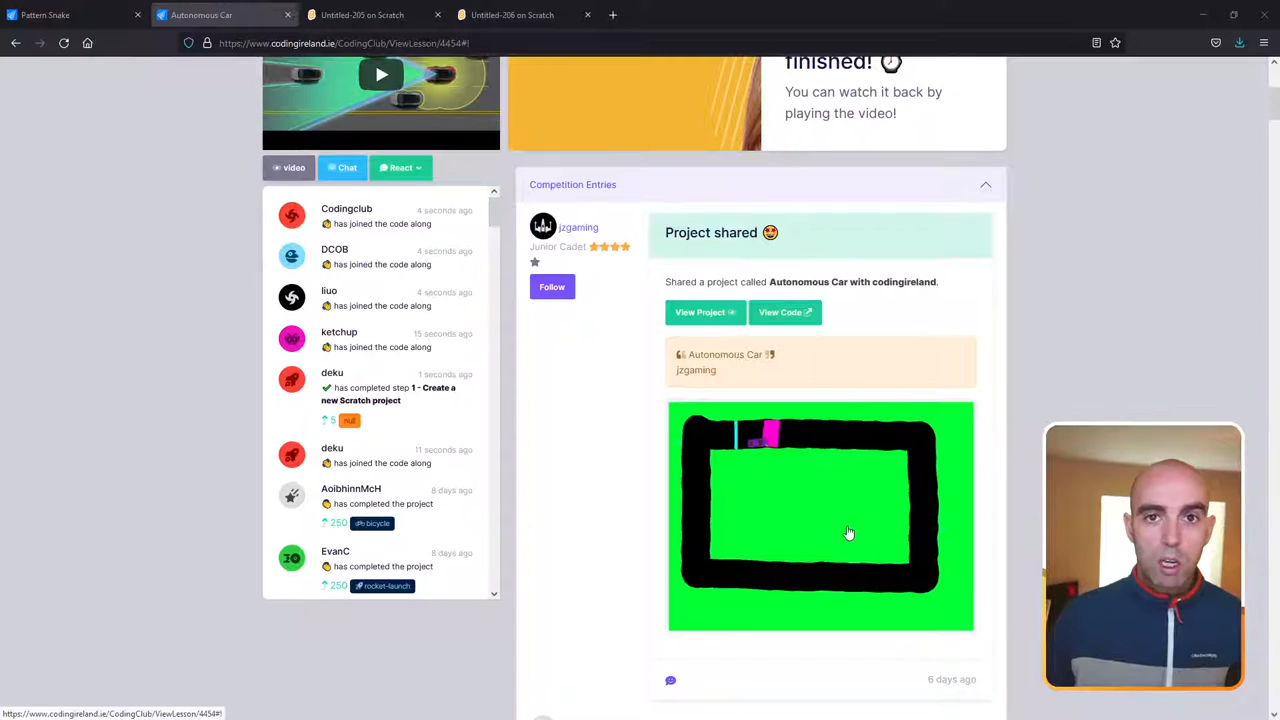 Pattern Snake
Autonomous Car
Untitled-205 on Scratch
Untitled-206 on Scratch
https://www.codingireland.ie/CodingClub/ViewLesson/4454#!
finished!
You can watch it back by
playing the video!
video
Chat
React
Competition Entries
Codingclub
4 seconds ago
has joined the code along
DCOB
4 seconds ago
has joined the code along
liuo
4 seconds ago
has joined the code along
ketchup
15 seconds ago
has joined the code along
deku
1 seconds ago
has completed step 1 - Create a
new Scratch project
5
null
deku
11 seconds ago
has joined the code along
AoibhinnMcH
8 days ago
has completed the project
250
bicycle
EvanC
8 days ago
has completed the project
250
rocket-launch
jzgaming
Junior Cadet
Follow
Project shared
Shared a project called Autonomous Car with codingireland.
View Project
View Code
Autonomous Car
jzgaming
6 days ago
https://www.codingireland.ie/CodingClub/ViewLesson/4454#!